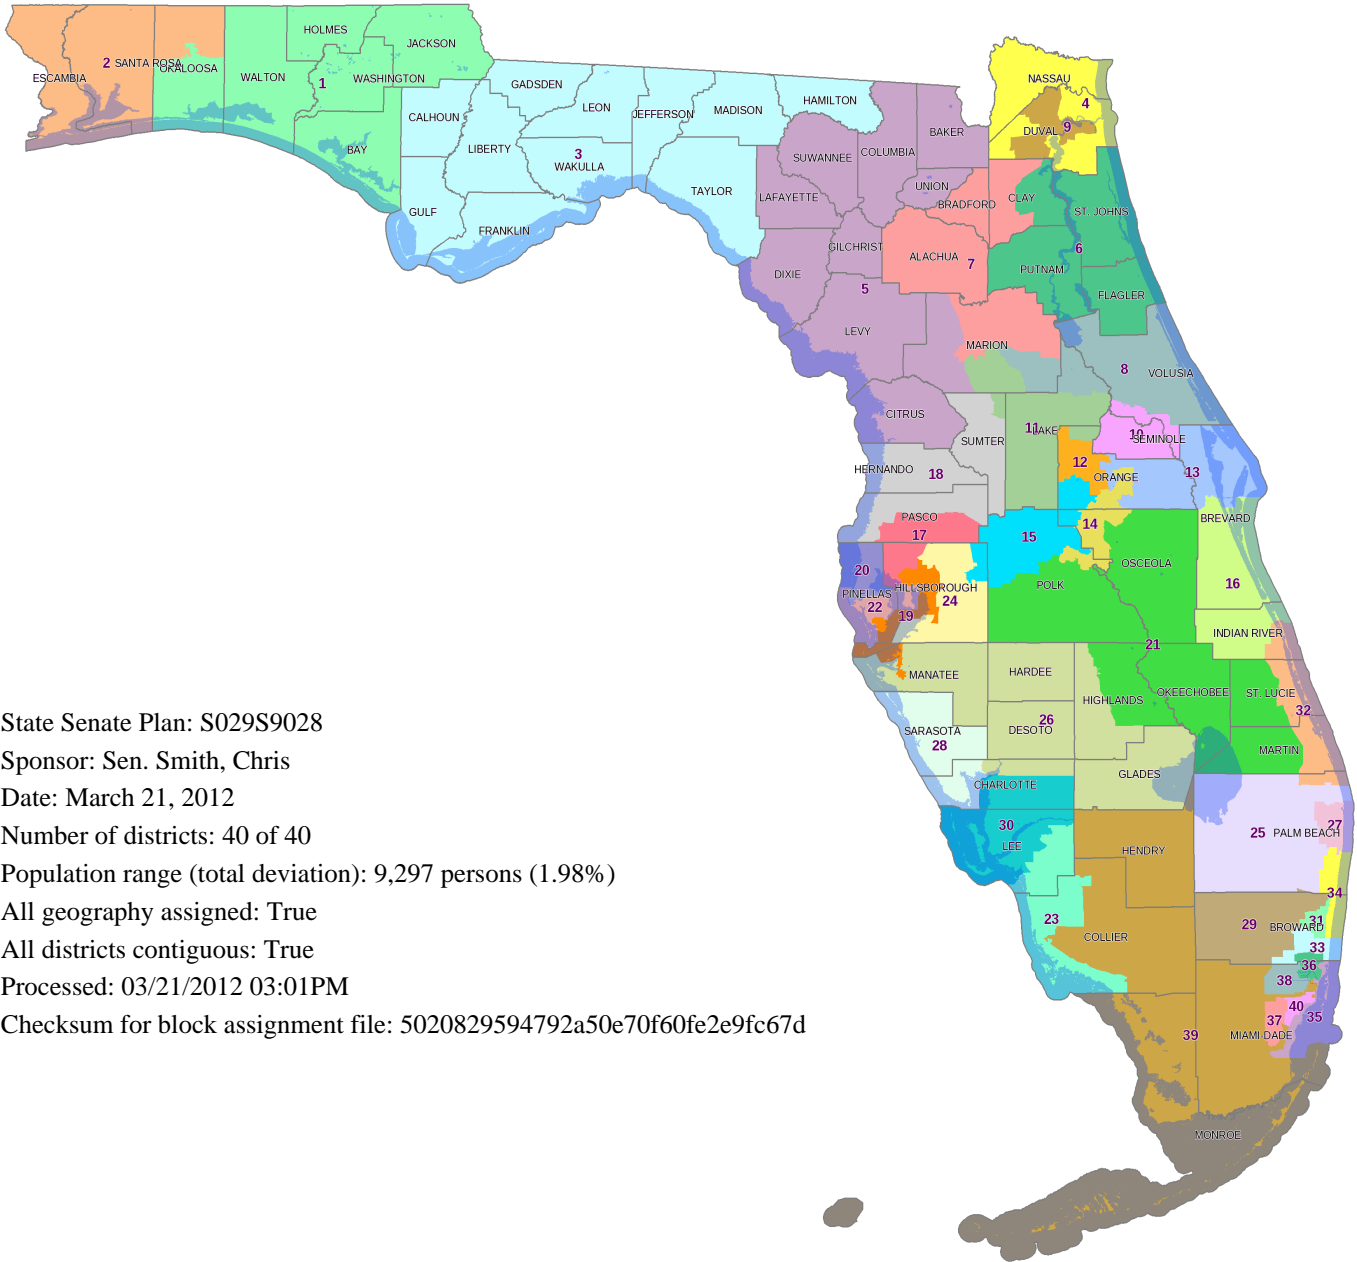 HOLMES
JACKSON
2 SANTA ROSA
OKALOOSA
ESCAMBIA
WALTON
1
WASHINGTON
BAY
GADSDEN
LEON
CALHOUN
JEFFERSON
MADISON
HAMILTON
LIBERTY
3
WAKULLA
TAYLOR
GULF
FRANKLIN
NASSAU
4
DUVAL
9
BAKER
COLUMBIA
SUWANNEE
UNION
LAFAYETTE
BRADFORD
CLAY
ST. JOHNS
GILCHRIST
ALACHUA
7
6
PUTNAM
DIXIE
5
FLAGLER
LEVY
MARION
8
VOLUSIA
CITRUS
SUMTER
11
LAKE
10
SEMINOLE
HERNANDO
18
12
ORANGE
13
PASCO
17
15
14
BREVARD
20
PINELLAS
22
HILLSBOROUGH
24
19
POLK
OSCEOLA
16
INDIAN RIVER
21
MANATEE
HARDEE
HIGHLANDS
OKEECHOBEE
ST. LUCIE
32
SARASOTA
28
26
DESOTO
MARTIN
CHARLOTTE
GLADES
30
LEE
HENDRY
25
PALM BEACH
27
34
23
COLLIER
29
BROWARD
31
33
36
38
40
37
35
MIAMI-DADE
39
MONROE
State Senate Plan: S029S9028
Sponsor: Sen. Smith, Chris
Date: March 21, 2012
Number of districts: 40 of 40
Population range (total deviation): 9,297 persons (1.98%)
All geography assigned: True
All districts contiguous: True
Processed: 03/21/2012 03:01PM
Checksum for block assignment file: 5020829594792a50e70f60fe2e9fc67d